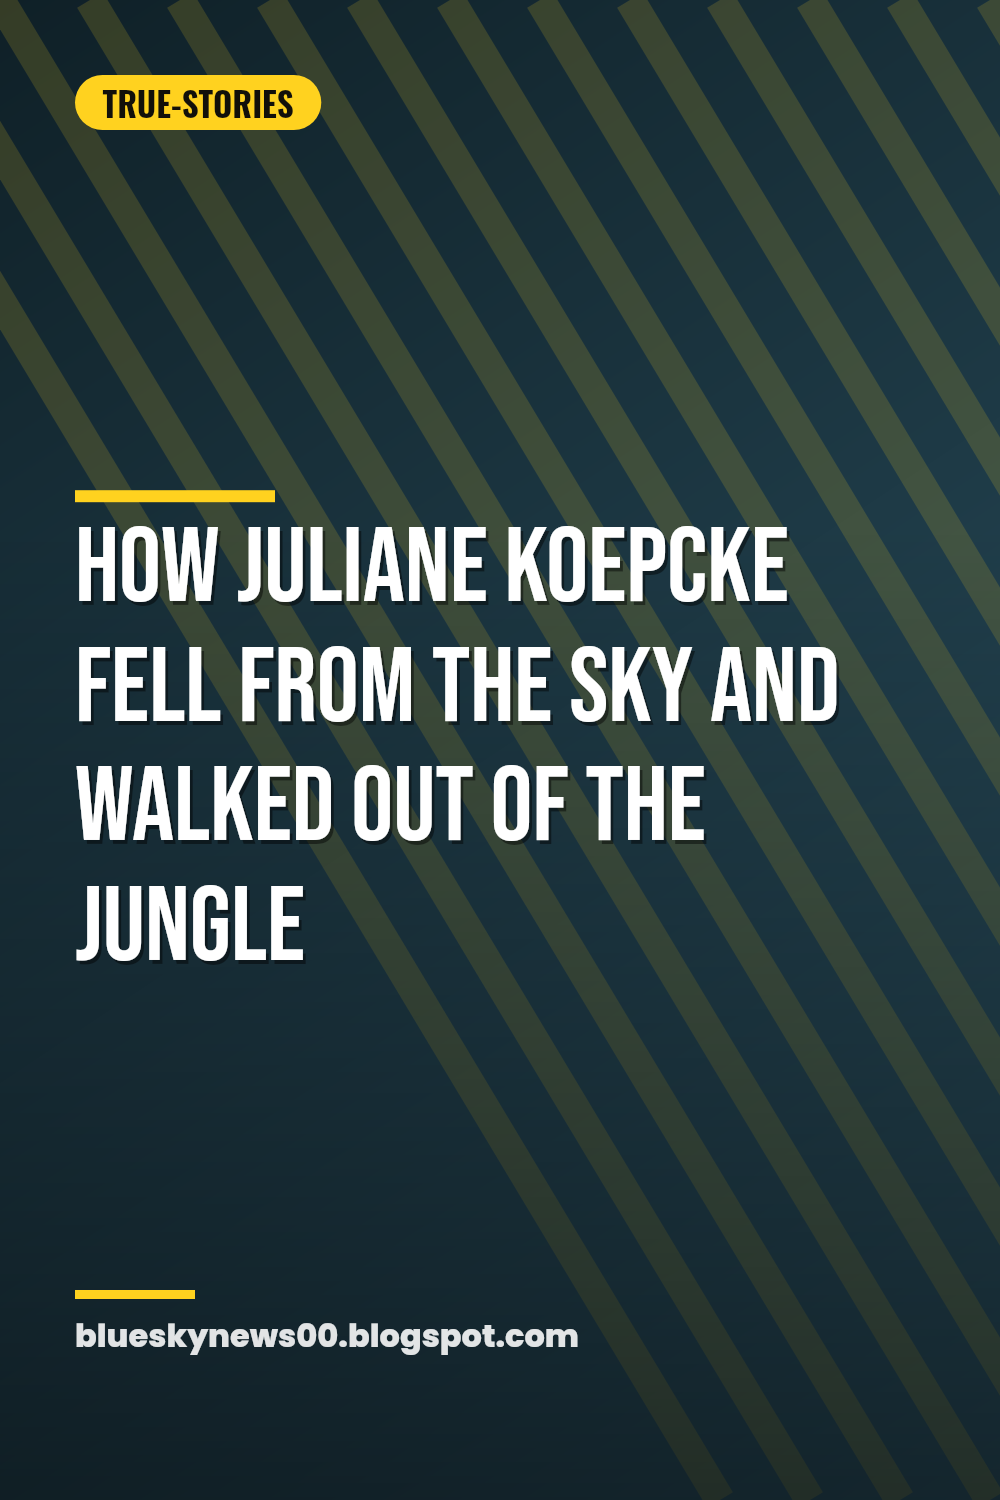 TRUE-STORIES
HOW JULIANE KOEPCKE
FELL FROM THE SKY AND
WALKED OUT OF THE
JUNGLE
blueskynews00.blogspot.com